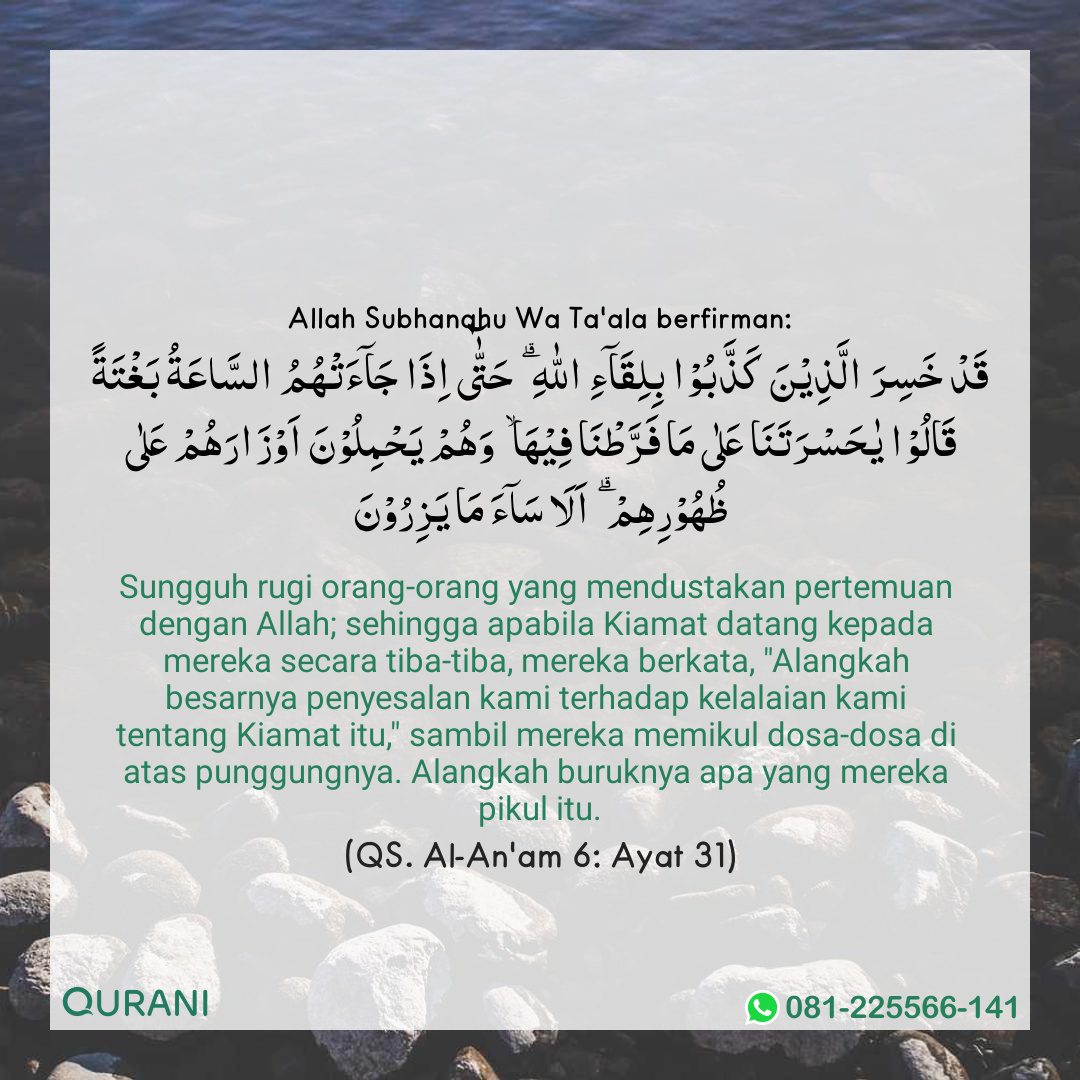 Allah Subhanahu Wa Ta'ala berfirman:
قَدْ خَسِرَ الَّذِيْنَ كَذَّبُوْا بِلِقَآءِ اللّٰهِ ۗ حَتّٰۤى اِذَا جَآءَتْهُمُ السَّاعَةُ بَغْتَةً
قَالُوْا يٰحَسْرَتَنَا عَلٰى مَا فَرَّطْنَا فِيْهَا ۙ وَهُمْ يَحْمِلُوْنَ اَوْزَارَهُمْ عَلٰى
ظُهُوْرِهِمْ ۗ اَلَا سَآءَ مَا يَزِرُوْنَ
Sungguh rugi orang-orang yang mendustakan pertemuan
dengan Allah; sehingga apabila Kiamat datang kepada
mereka secara tiba-tiba, mereka berkata, "Alangkah
besarnya penyesalan kami terhadap kelalaian kami
tentang Kiamat itu," sambil mereka memikul dosa-dosa di
atas punggungnya. Alangkah buruknya apa yang mereka
pikul itu.
(QS. Al-An'am 6: Ayat 31)
QURANI
081-225566-141